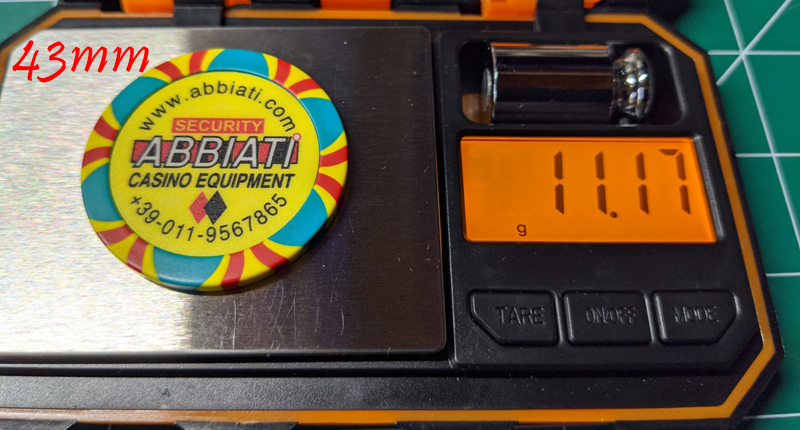 43mm
www.abbiati.com
SECURITY
ABBIATI
CASINO EQUIPMENT
+39-011-9567865
11.17
g
TARE
ON/OFF
MODE